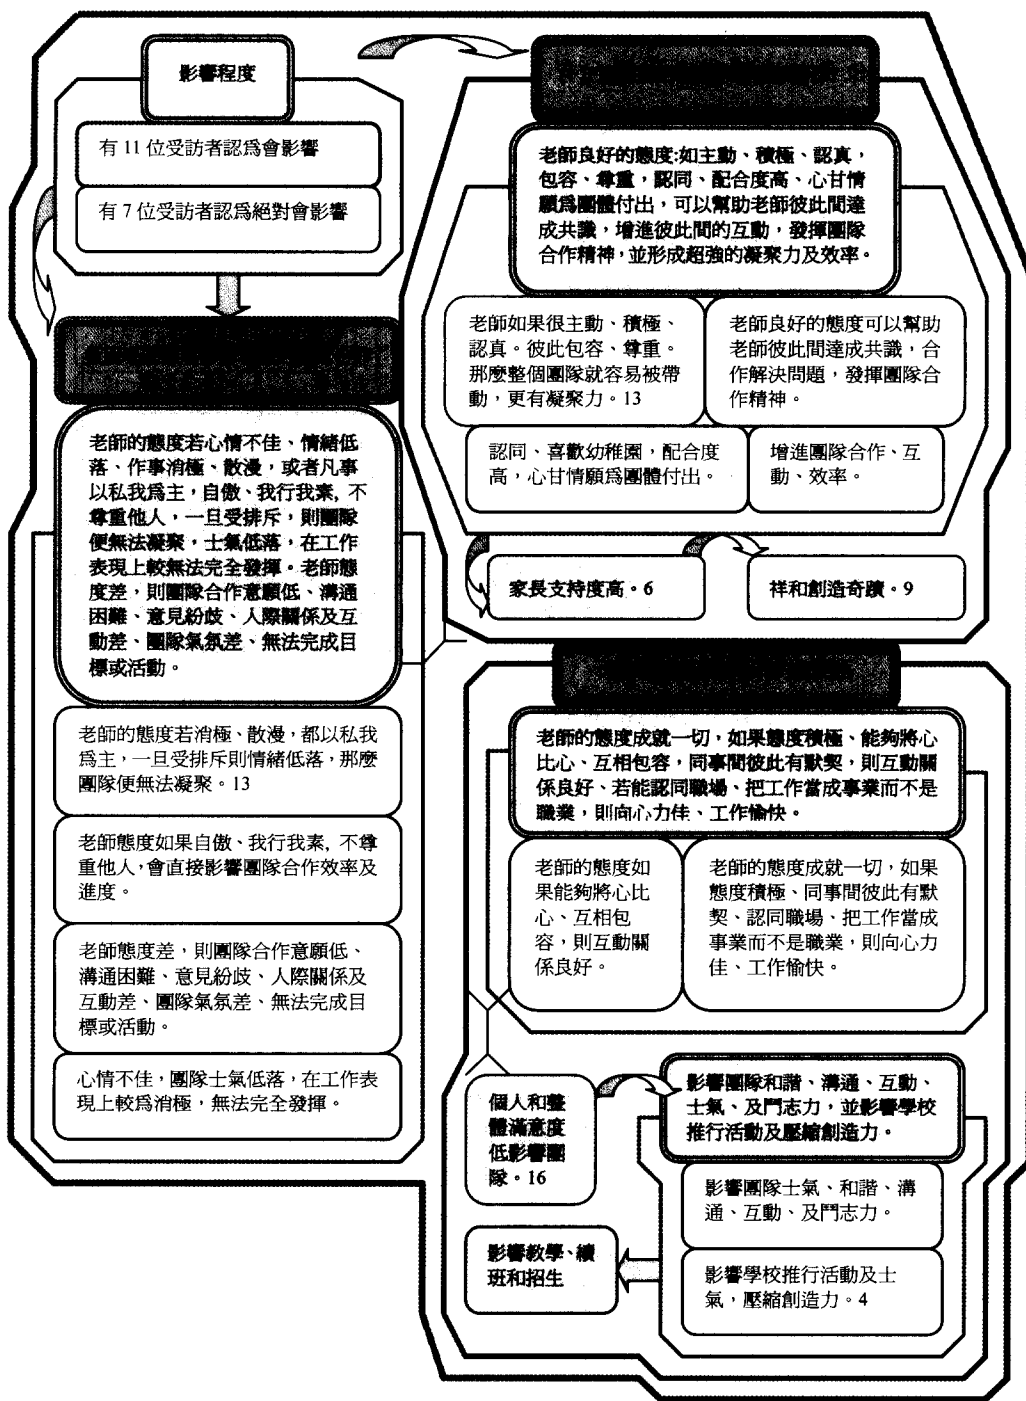 影響程度
有 11 位受訪者認爲會影響
有 7 位受訪者認爲絕對會影響
老師的態度若心情不佳、情緒低
落、作事消極、散漫，或者凡事
以私我爲主，自傲、我行我素, 不
尊重他人，一旦受排斥，則團隊
便無法凝聚，士氣低落，在工作
表現上較無法完全發揮。老師態
度差，則團隊合作意願低、溝通
困難、意見紛歧、人際關係及互
動差、團隊氣氛差、無法完成目
標或活動。
老師的態度若消極、散漫，都以私我
爲主，一旦受排斥則情緒低落，那麼
團隊便無法凝聚。13
老師態度如果自傲、我行我素, 不尊
重他人，會直接影響團隊合作效率及
進度。
老師態度差，則團隊合作意願低、
溝通困難、意見紛歧、人際關係及
互動差、團隊氣氛差、無法完成目
標或活動。
心情不佳，團隊士氣低落，在工作表
現上較爲消極，無法完全發揮。
老師良好的態度:如主動、積極、認真，
包容、尊重，認同、配合度高、心甘情
願爲團體付出，可以幫助老師彼此間達
成共識，增進彼此間的互動，發揮團隊
合作精神，並形成超強的凝聚力及效率。
老師如果很主動、積極、
認真。彼此包容、尊重。
那麼整個團隊就容易被帶
動，更有凝聚力。13
老師良好的態度可以幫助
老師彼此間達成共識，合
作解決問題，發揮團隊合
作精神。
認同、喜歡幼稚園，配合度
高，心甘情願爲團體付出。
增進團隊合作、互
動、效率。
家長支持度高。6
祥和創造奇蹟。9
老師的態度成就一切，如果態度積極、能夠將心
比心、互相包容，同事間彼此有默契，則互動關
係良好、若能認同職場、把工作當成事業而不是
職業，則向心力佳、工作愉快。
老師的態度如
果能夠將心比
心、互相包
容，則互動關
係良好。
老師的態度成就一切，如果
態度積極、同事間彼此有默
契、認同職場、把工作當成
事業而不是職業，則向心力
佳、工作愉快。
個人和整
體滿意度
低影響團
隊。16
影響團隊和諧、溝通、互動、
士氣、及鬥志力，並影響學校
推行活動及壓縮創造力。
影響團隊士氣、和諧、溝
通、互動、及鬥志力。
影響學校推行活動及士
氣，壓縮創造力。4
影響教學、續
班和招生